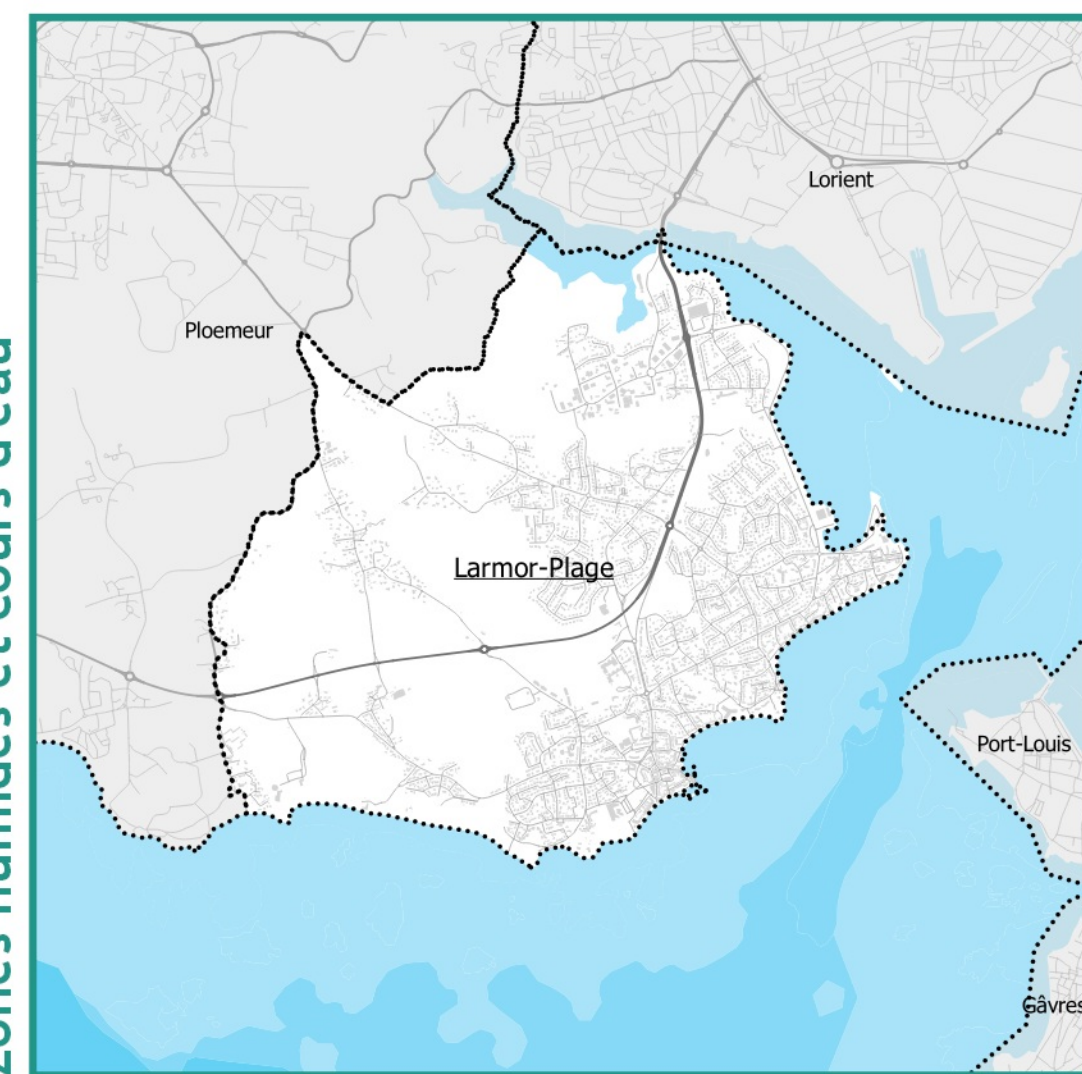 zones humides et cours d'eau
Lorient
Ploemeur
Larmor-Plage
Port-Louis
Gâvres